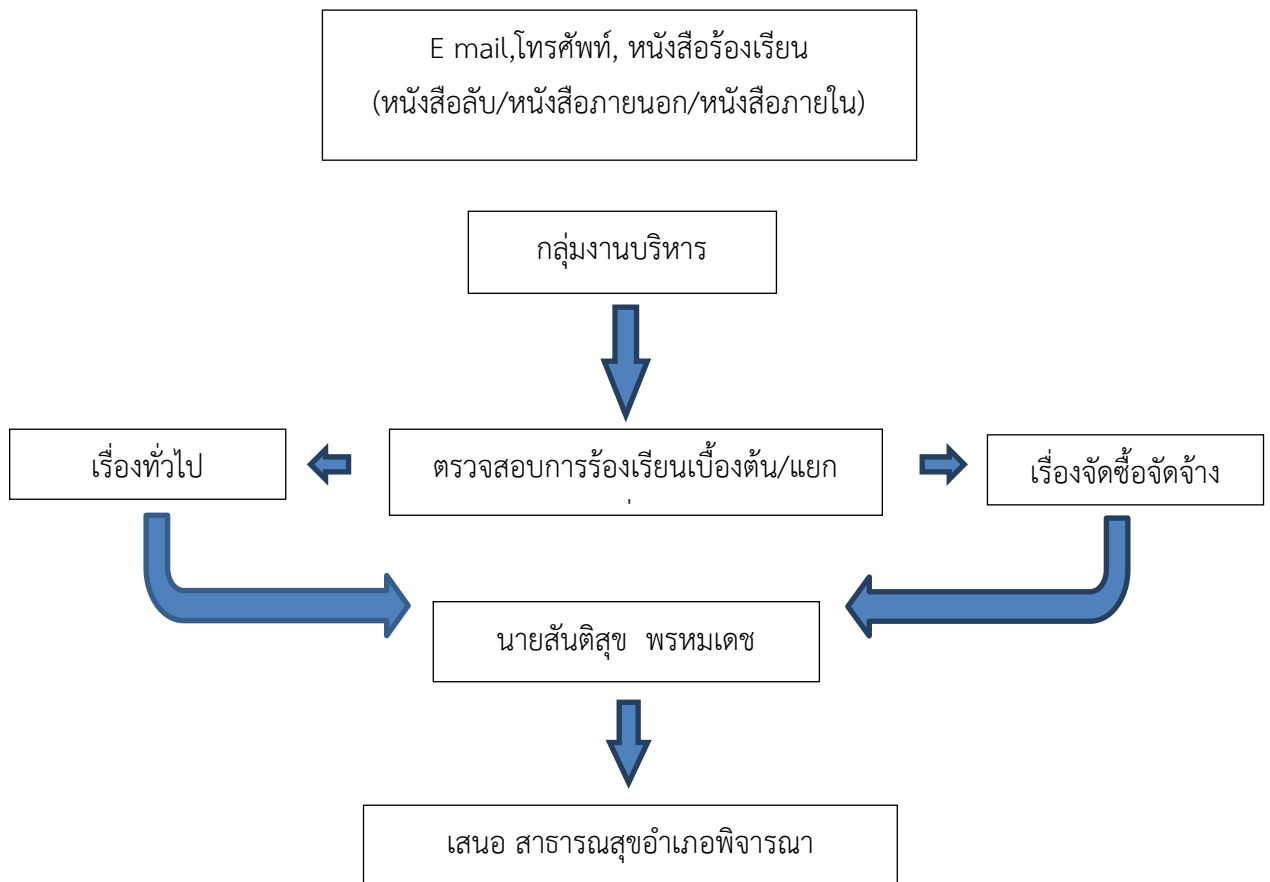 E mail,โทรศัพท์, หนังสือร้องเรียน
(หนังสือลับ/หนังสือภายนอก/หนังสือภายใน)
กลุ่มงานบริหาร
เรื่องทั่วไป
ตรวจสอบการร้องเรียนเบื้องต้น/แยก
เรื่องจัดซื้อจัดจ้าง
นายสันติสุข พรหมเดช
เสนอ สาธารณสุขอำเภอพิจารณา